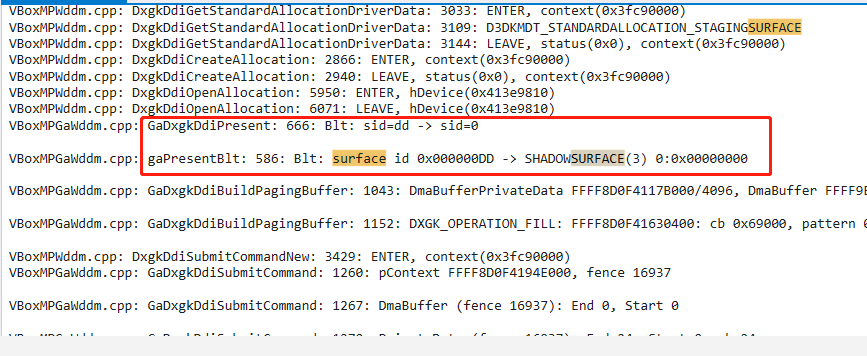 VBoxMPWddm.cpp: DxgkDdiGetStandardAllocationDriverData: 3033: ENTER, context(0x3fc90000)
VBoxMPWddm.cpp: DxgkDdiGetStandardAllocationDriverData: 3109: D3DKMDT_STANDARDALLOCATION_STAGINGSURFACE
VBoxMPWddm.cpp: DxgkDdiGetStandardAllocationDriverData: 3144: LEAVE, status(0x0), context(0x3fc90000)
VBoxMPWddm.cpp: DxgkDdiCreateAllocation: 2866: ENTER, context(0x3fc90000)
VBoxMPWddm.cpp: DxgkDdiCreateAllocation: 2940: LEAVE, status(0x0), context(0x3fc90000)
VBoxMPWddm.cpp: DxgkDdiOpenAllocation: 5950: ENTER, hDevice(0x413e9810)
VBoxMPWddm.cpp: DxgkDdiOpenAllocation: 6071: LEAVE, hDevice(0x413e9810)
VBoxMPGaWddm.cpp: GaDxgkDdiPresent: 666: Blt: sid=dd -> sid=0
VBoxMPGaWddm.cpp: gaPresentBlt: 586: Blt: surface id 0x000000DD -> SHADOWSURFACE(3) 0:0x00000000
VBoxMPGaWddm.cpp: GaDxgkDdiBuildPagingBuffer: 1043: DmaBufferPrivateData FFFF8D0F4117B000/4096, DmaBuffer
VBoxMPGaWddm.cpp: GaDxgkDdiBuildPagingBuffer: 1152: DXGK_OPERATION_FILL: FFFF8D0F41630400: cb 0x69000, pattern
VBoxMPWddm.cpp: DxgkDdiSubmitCommandNew: 3429: ENTER, context(0x3fc90000)
VBoxMPGaWddm.cpp: GaDxgkDdiSubmitCommand: 1260: pContext FFFF8D0F4194E000, fence 16937
VBoxMPGaWddm.cpp: GaDxgkDdiSubmitCommand: 1267: DmaBuffer (fence 16937): End 0, Start 0